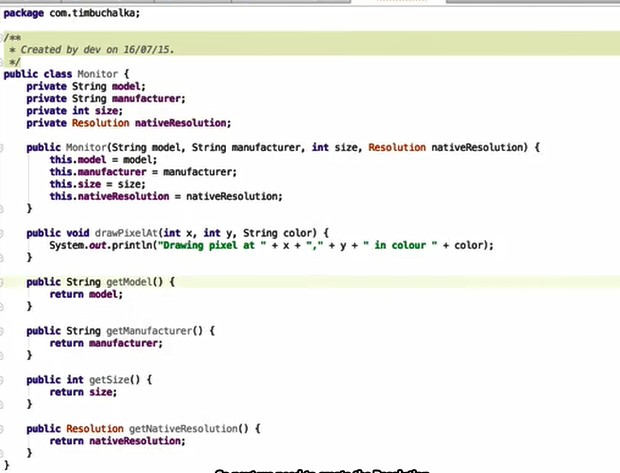 package com.timbuchalka;
/**
 * Created by dev on 16/07/15.
 */
public class Monitor {
    private String model;
    private String manufacturer;
    private int size;
    private Resolution nativeResolution;
    public Monitor(String model, String manufacturer, int size, Resolution nativeResolution) {
        this.model = model;
        this.manufacturer = manufacturer;
        this.size = size;
        this.nativeResolution = nativeResolution;
    }
    public void drawPixelAt(int x, int y, String color) {
        System.out.println("Drawing pixel at " + x + "," + y + " in colour " + color);
    }
    public String getModel() {
        return model;
    }
    public String getManufacturer() {
        return manufacturer;
    }
    public int getSize() {
        return size;
    }
    public Resolution getNativeResolution() {
        return nativeResolution;
    }
}